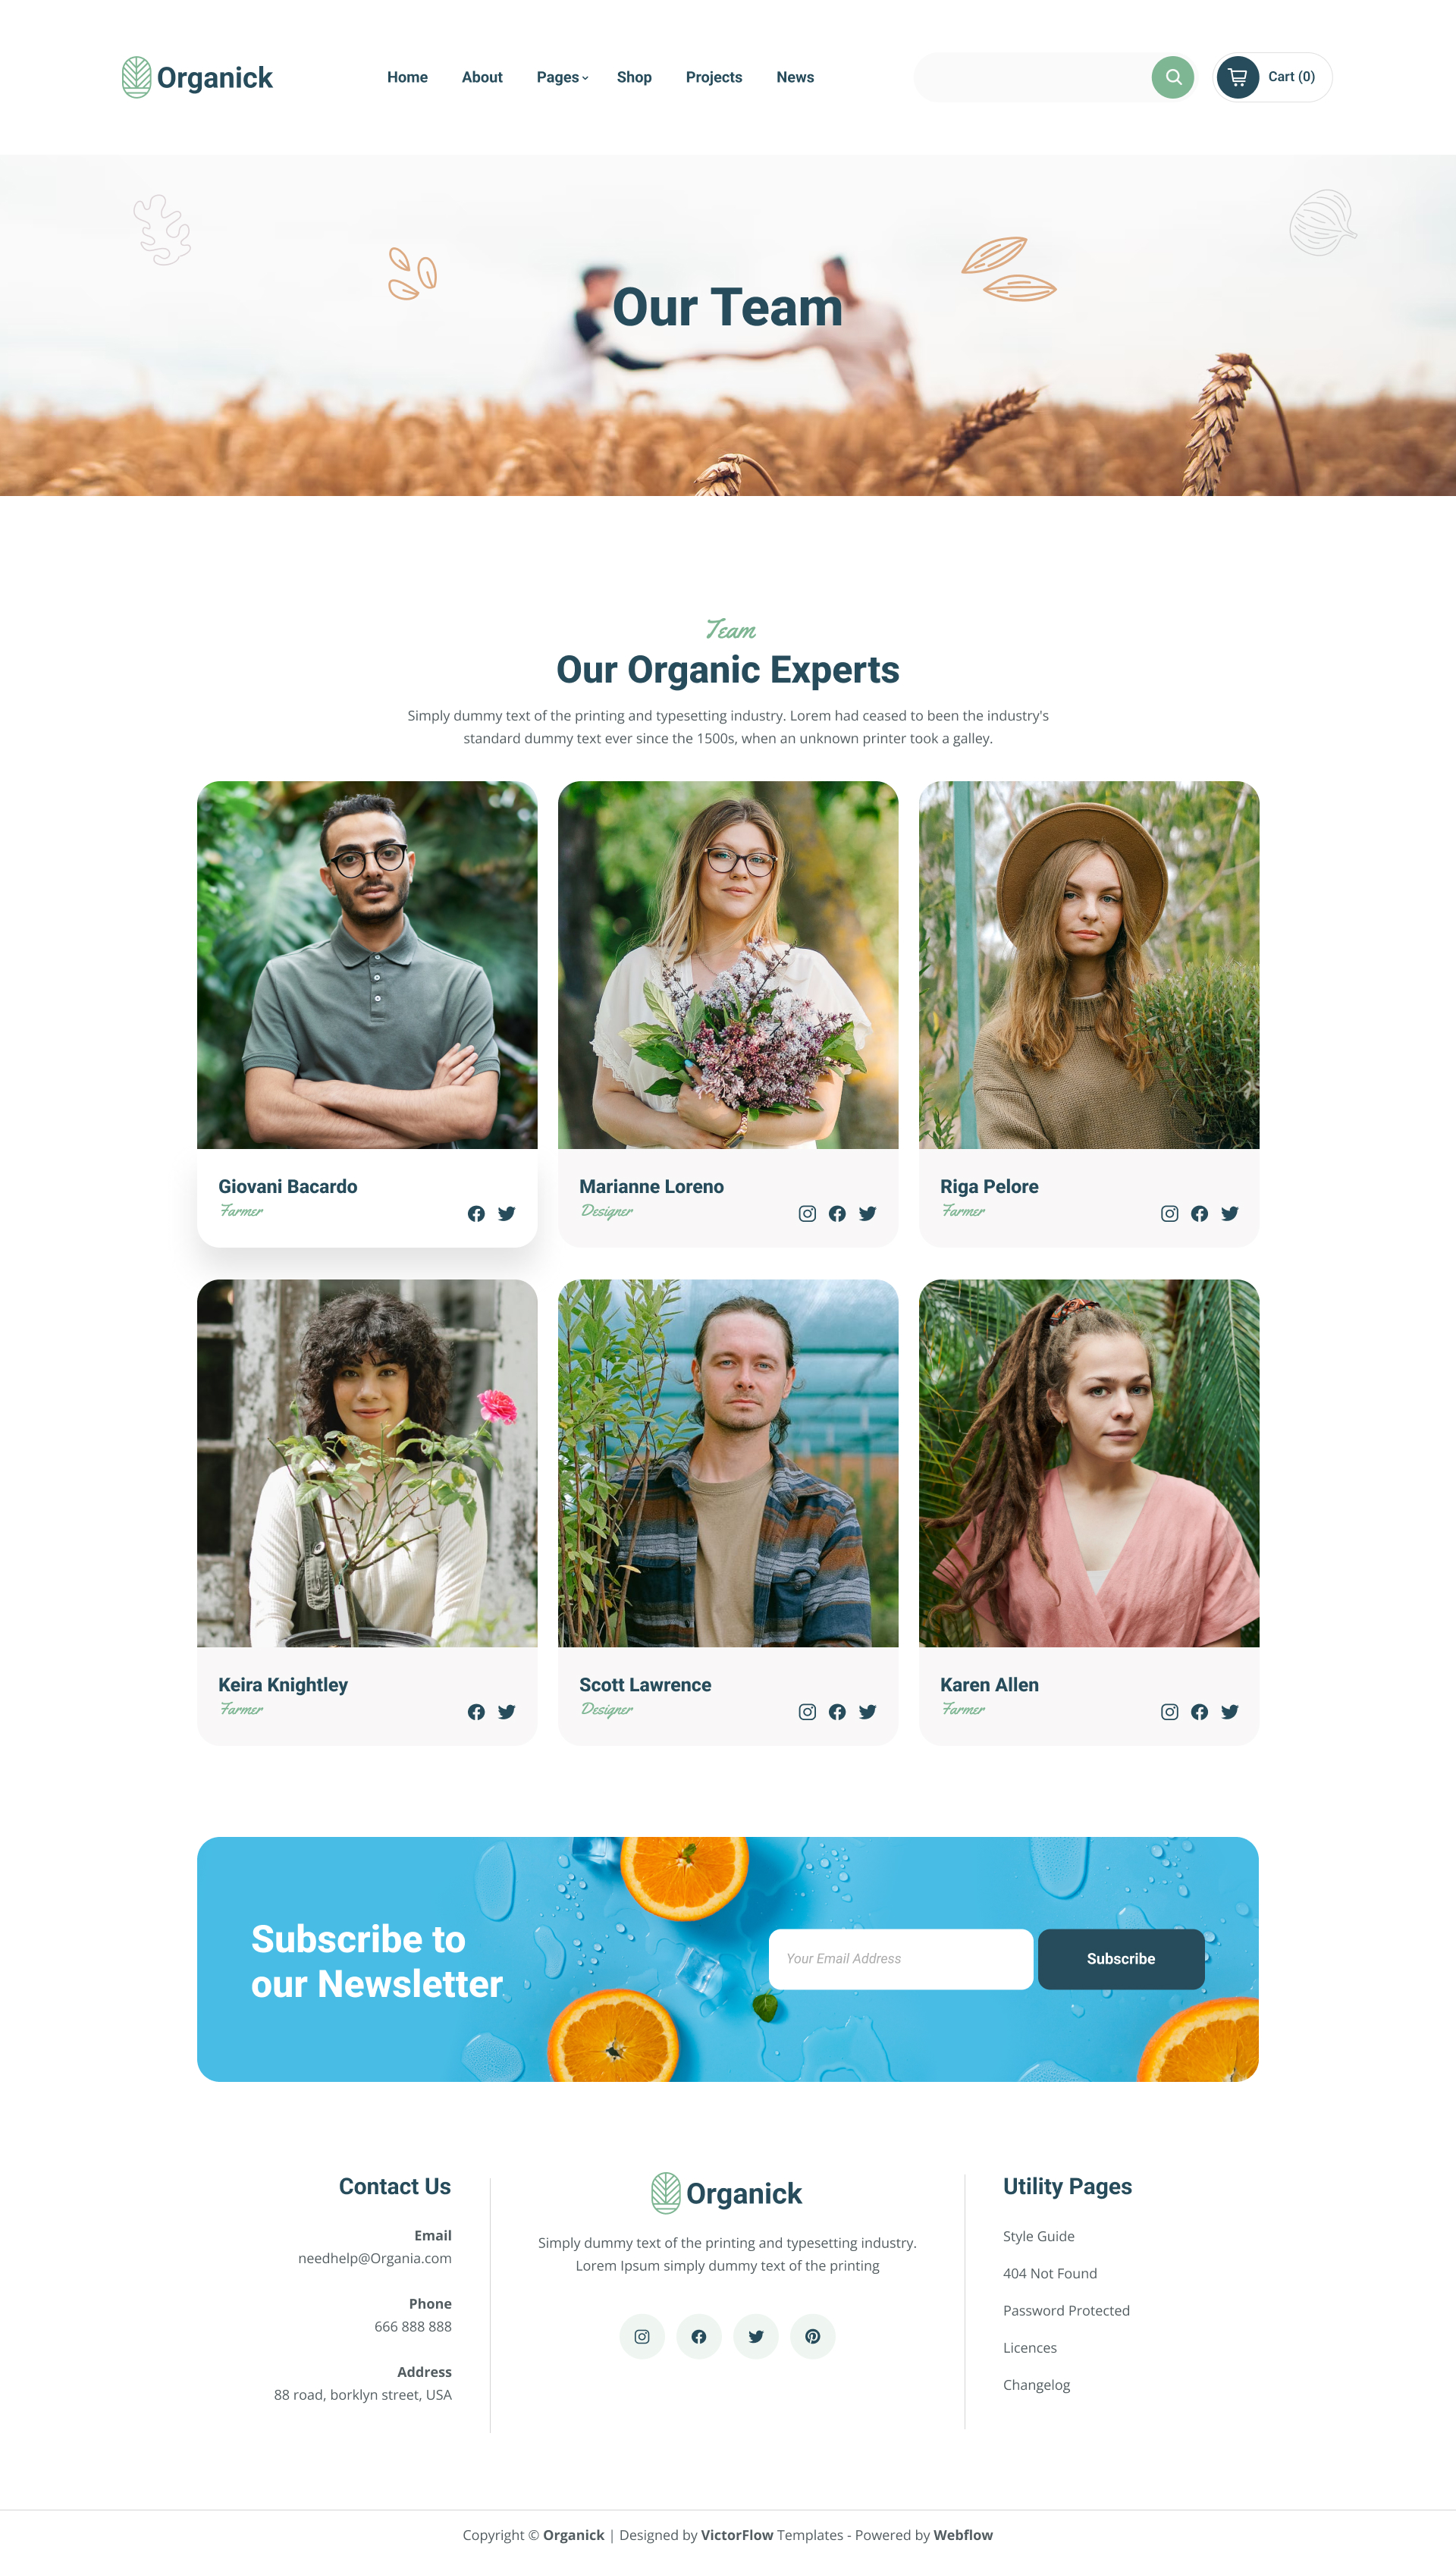 Organick
Home
About
Pages
Shop
Projects
News
Cart (0)
Our Team
Team
Our Organic Experts
Simply dummy text of the printing and typesetting industry. Lorem had ceased to been the industry's
standard dummy text ever since the 1500s, when an unknown printer took a galley.
Giovani Bacardo
Farmer
Marianne Loreno
Designer
Riga Pelore
Farmer
Keira Knightley
Farmer
Scott Lawrence
Designer
Karen Allen
Farmer
Subscribe to
our Newsletter
Your Email Address
Subscribe
Contact Us
Email
needhelp@Organia.com
Phone
666 888 888
Address
88 road, borklyn street, USA
Organick
Simply dummy text of the printing and typesetting industry.
Lorem Ipsum simply dummy text of the printing
Utility Pages
Style Guide
404 Not Found
Password Protected
Licences
Changelog
Copyright © Organick | Designed by VictorFlow Templates - Powered by Webflow